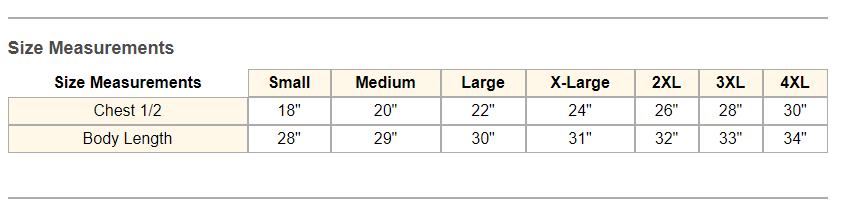 Size Measurements
Size Measurements Small Medium Large X-Large 2XL 3XL 4XL
Chest 1/2 18" 20" 22" 24" 26" 28" 30"
Body Length 28" 29" 30" 31" 32" 33" 34"